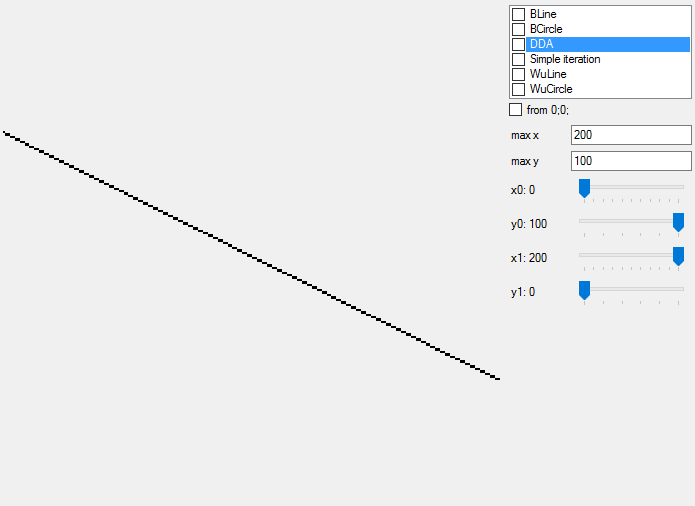 BLine
BCircle
DDA
Simple iteration
WuLine
WuCircle
from 0;0;
max x 200
max y 100
x0: 0
y0: 100
x1: 200
y1: 0